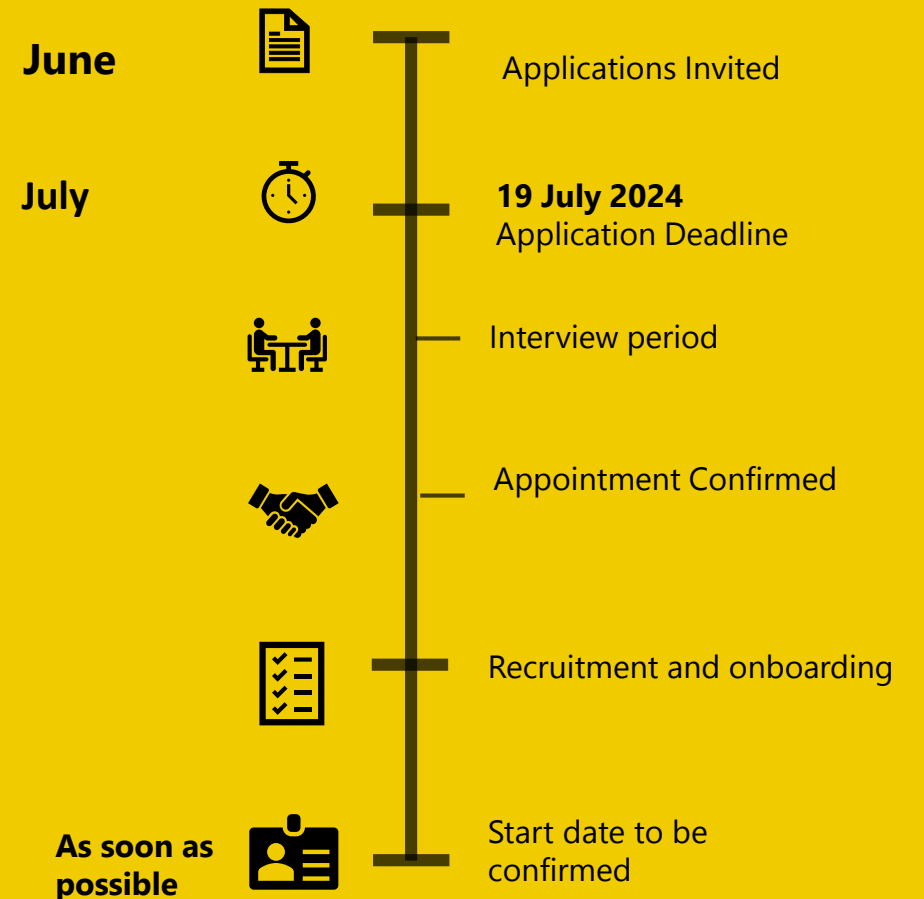 June
Applications Invited
July
19 July 2024
Application Deadline
Interview period
Appointment Confirmed
Recruitment and onboarding
As soon as
possible
Start date to be
confirmed